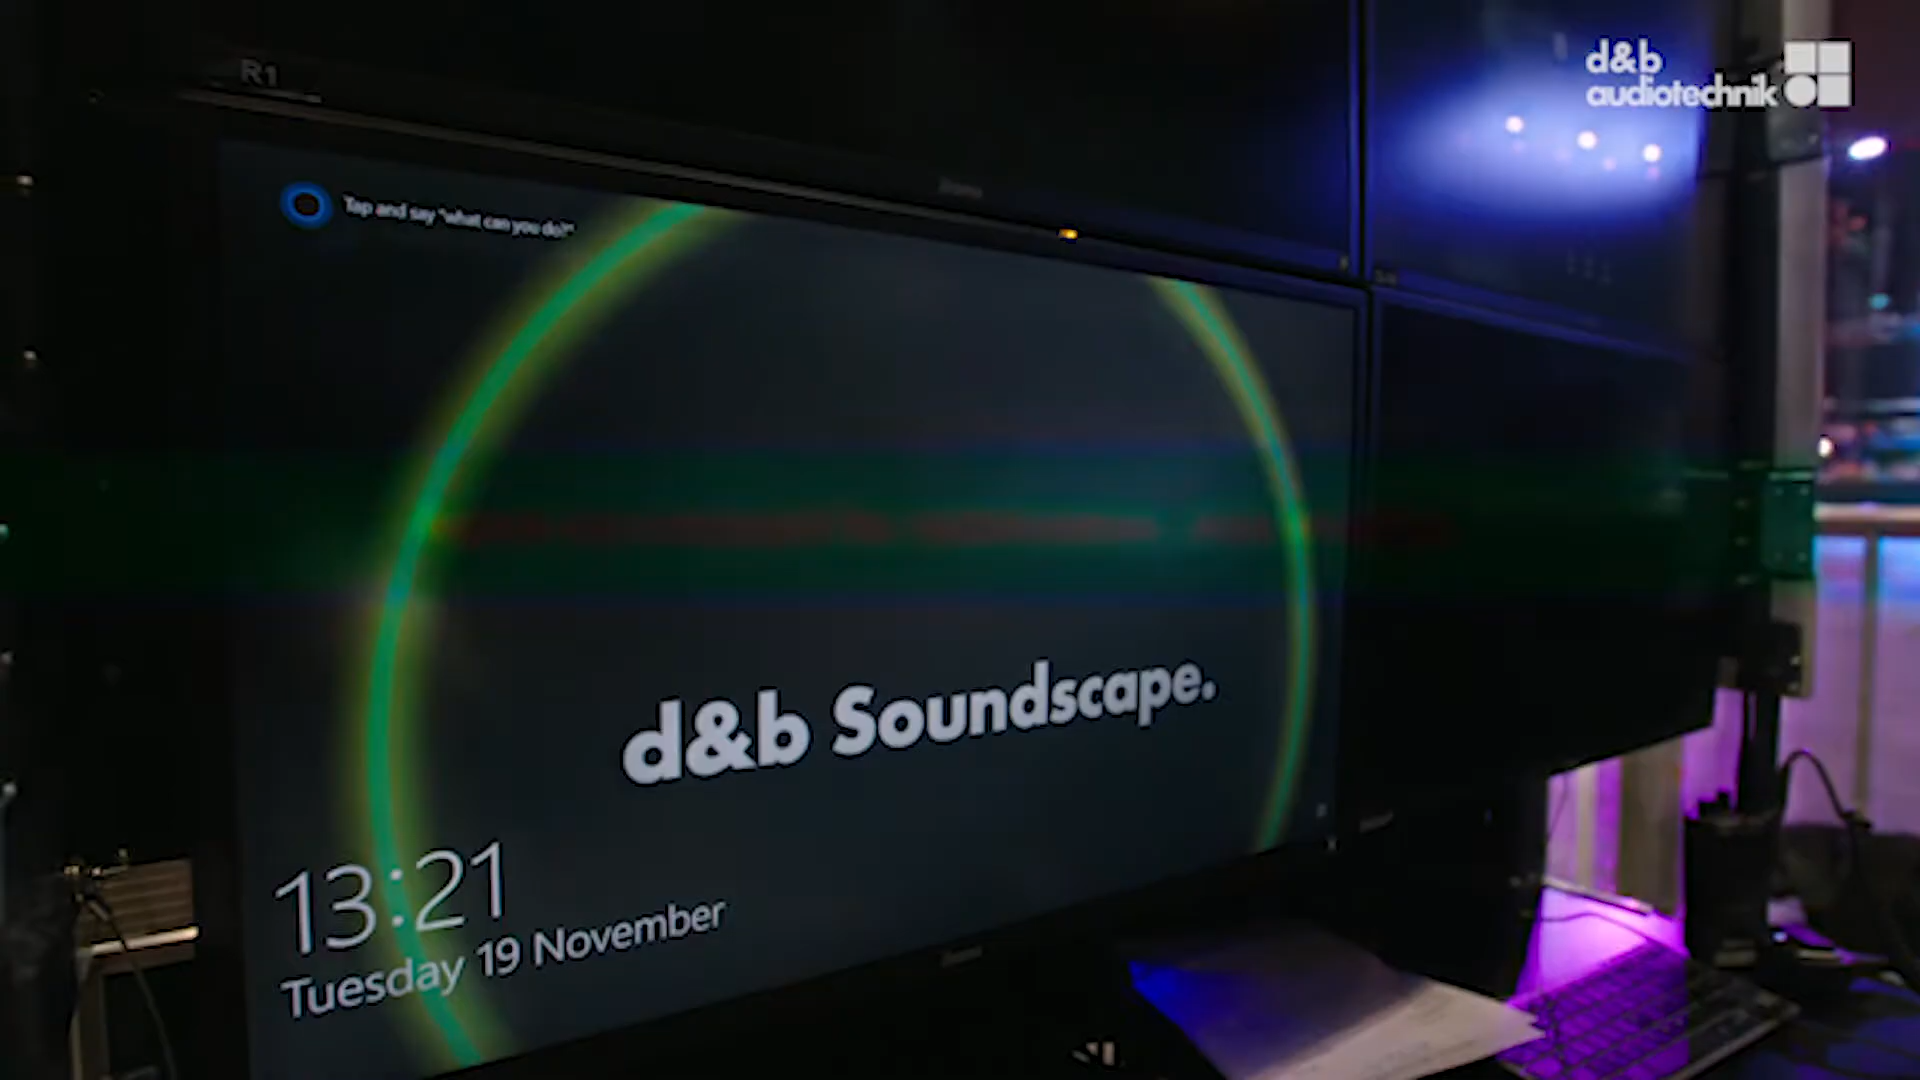 d&b
audiotechnik
R1
Tap and say "what can you do?"
d&b Soundscape.
13:21
Tuesday 19 November